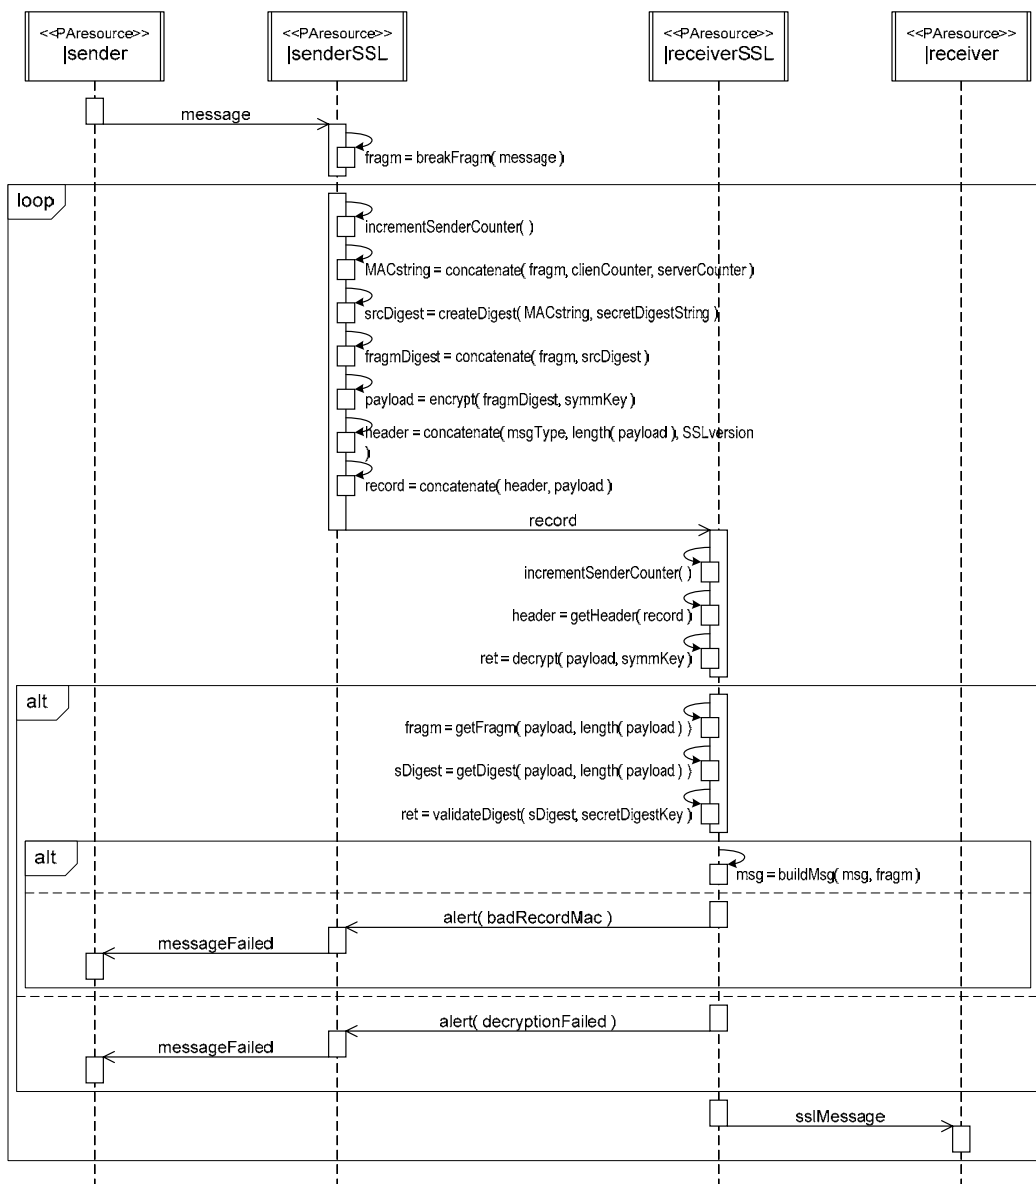 <<PAresource>> <<PAresource>> <<PAresource>> <<PAresource>>
|sender |senderSSL |receiverSSL |receiver
message
fragm = breakFragm( message )
loop
incrementSenderCounter( )
MACstring = concatenate( fragm, clienCounter, serverCounter )
srcDigest = createDigest( MACstring, secretDigestString )
fragmDigest = concatenate( fragm, srcDigest )
payload = encrypt( fragmDigest, symmKey )
header = concatenate( msgType, length( payload ), SSLversion
)
record = concatenate( header, payload )
record
incrementSenderCounter( )
header = getHeader( record )
ret = decrypt( payload, symmKey )
alt
fragm = getFragm( payload, length( payload ) )
sDigest = getDigest( payload, length( payload ) )
ret = validateDigest( sDigest, secretDigestKey )
alt
msg = buildMsg( msg, fragm )
alert( badRecordMac )
messageFailed
alert( decryptionFailed )
messageFailed
sslMessage